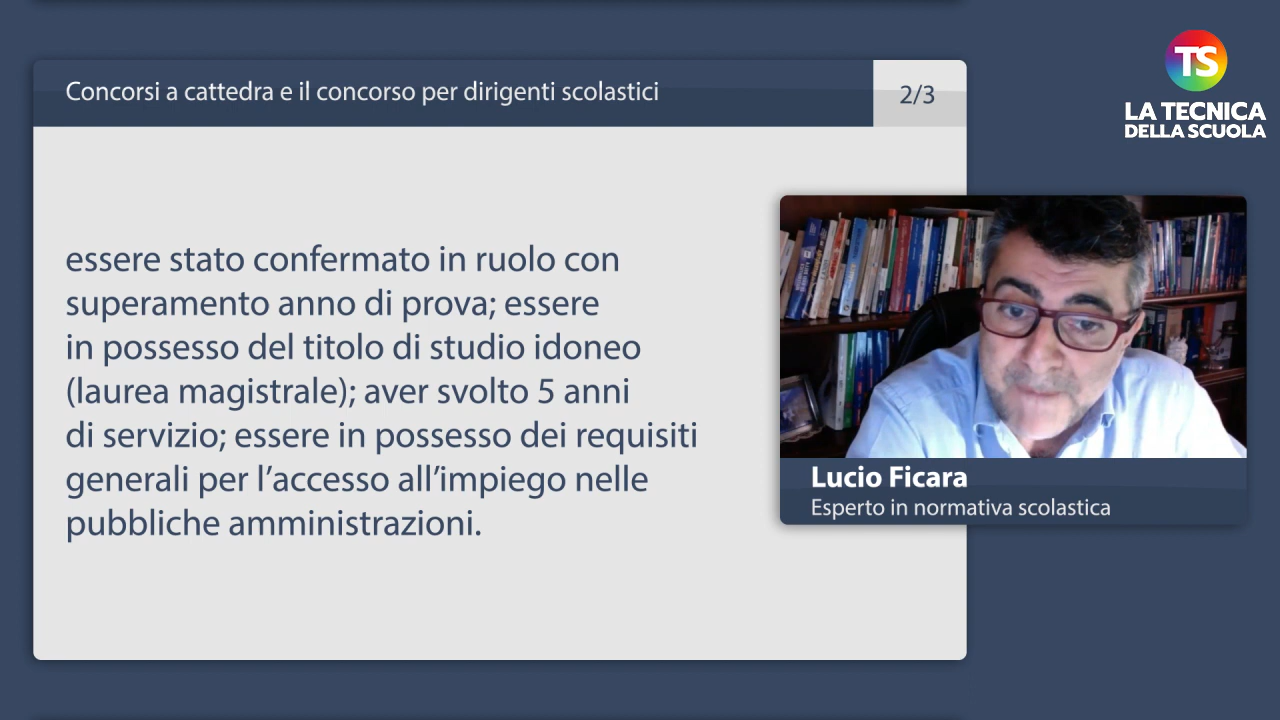 Concorsi a cattedra e il concorso per dirigenti scolastici
2/3
TS
LA TECNICA
DELLA SCUOLA
essere stato confermato in ruolo con
superamento anno di prova; essere
in possesso del titolo di studio idoneo
(laurea magistrale); aver svolto 5 anni
di servizio; essere in possesso dei requisiti
generali per l’accesso all’impiego nelle
pubbliche amministrazioni.
Lucio Ficara
Esperto in normativa scolastica